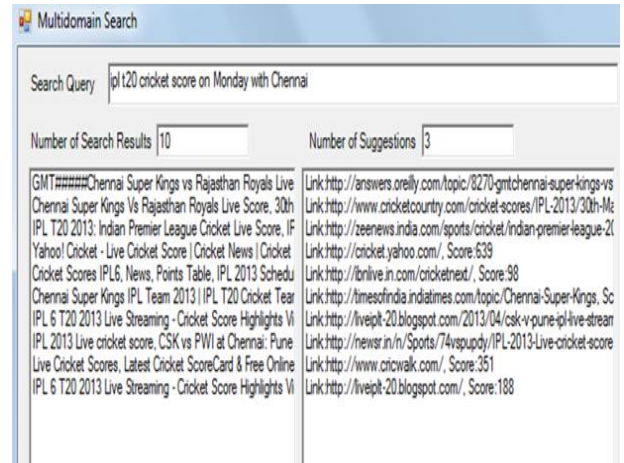 Multidomain Search
Search Query ipl t20 cricket score on Monday with Chennai
Number of Search Results 10
Number of Suggestions 3
GMT#####Chennai Super Kings vs Rajasthan Royals Live
Chennai Super Kings Vs Rajasthan Royals Live Score, 30th
IPL T20 2013: Indian Premier League Cricket Live Score, IF
Yahoo! Cricket - Live Cricket Score | Cricket News | Cricket
Cricket Scores IPL6, News, Points Table, IPL 2013 Schedu
Chennai Super Kings IPL Team 2013 | IPL T20 Cricket Tear
IPL 6 T20 2013 Live Streaming - Cricket Score Highlights Vi
IPL 2013 Live cricket score, CSK vs PWI at Chennai: Pune
Live Cricket Scores, Latest Cricket ScoreCard & Free Online
IPL 6 T20 2013 Live Streaming - Cricket Score Highlights Vi
Link:http://answers.oreilly.com/topic/8270-gmtchennai-super-kings-vs
Link:http://www.cricketcountry.com/cricket-scores/IPL-2013/30th-Ma
Link:http://zeenews.india.com/sports/cricket/indian-premier-league-20
Link:http://cricket.yahoo.com/, Score:639
Link:http://ibnlive.in.com/cricketnext/, Score:98
Link:http://timesofindia.indiatimes.com/topic/Chennai-Super-Kings, Sc
Link:http://liveiplt-20.blogspot.com/2013/04/csk-v-pune-ipl-live-strearr
Link:http://newsr.in/n/Sports/74vspupdy/IPL-2013-Live-cricket-score
Link:http://www.cricwalk.com/, Score:351
Link:http://liveiplt-20.blogspot.com/, Score:188